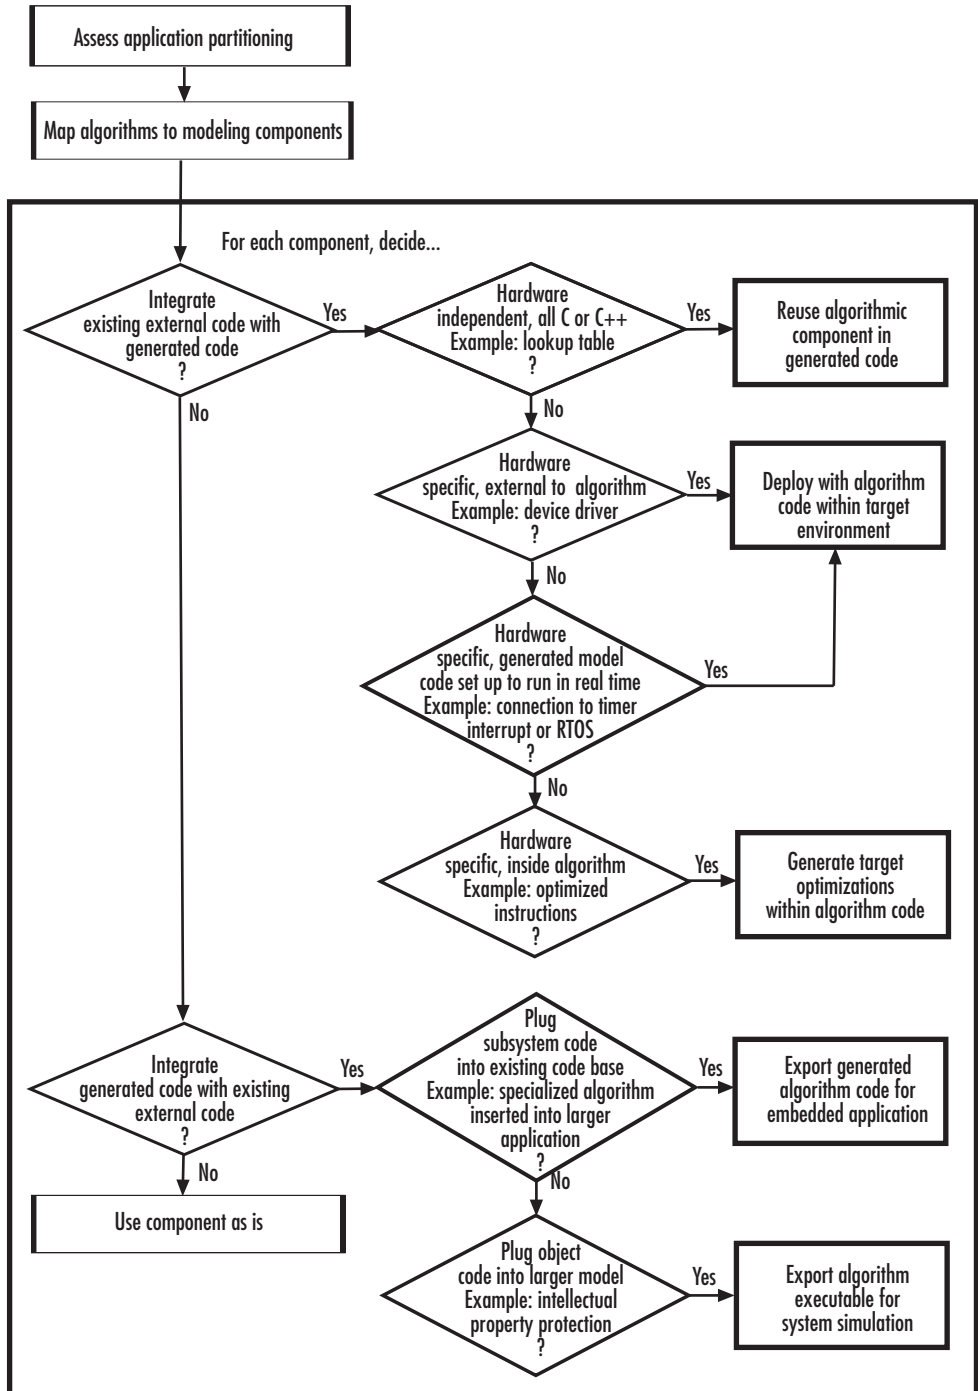 Assess application partitioning
Map algorithms to modeling components
For each component, decide...
Integrate
existing external code with
generated code
?
Yes
No
Hardware
independent, all C or C++
Example: lookup table
?
Yes
No
Reuse algorithmic
component in
generated code
Hardware
specific, external to algorithm
Example: device driver
?
Yes
No
Deploy with algorithm
code within target
environment
Hardware
specific, generated model
code set up to run in real time
Example: connection to timer
interrupt or RTOS
?
Yes
No
Hardware
specific, inside algorithm
Example: optimized
instructions
?
Yes
Generate target
optimizations
within algorithm code
Integrate
generated code with existing
external code
?
Yes
No
Use component as is
Plug
subsystem code
into existing code base
Example: specialized algorithm
inserted into larger
application
?
Yes
No
Export generated
algorithm code for
embedded application
Plug object
code into larger model
Example: intellectual
property protection
?
Yes
Export algorithm
executable for
system simulation